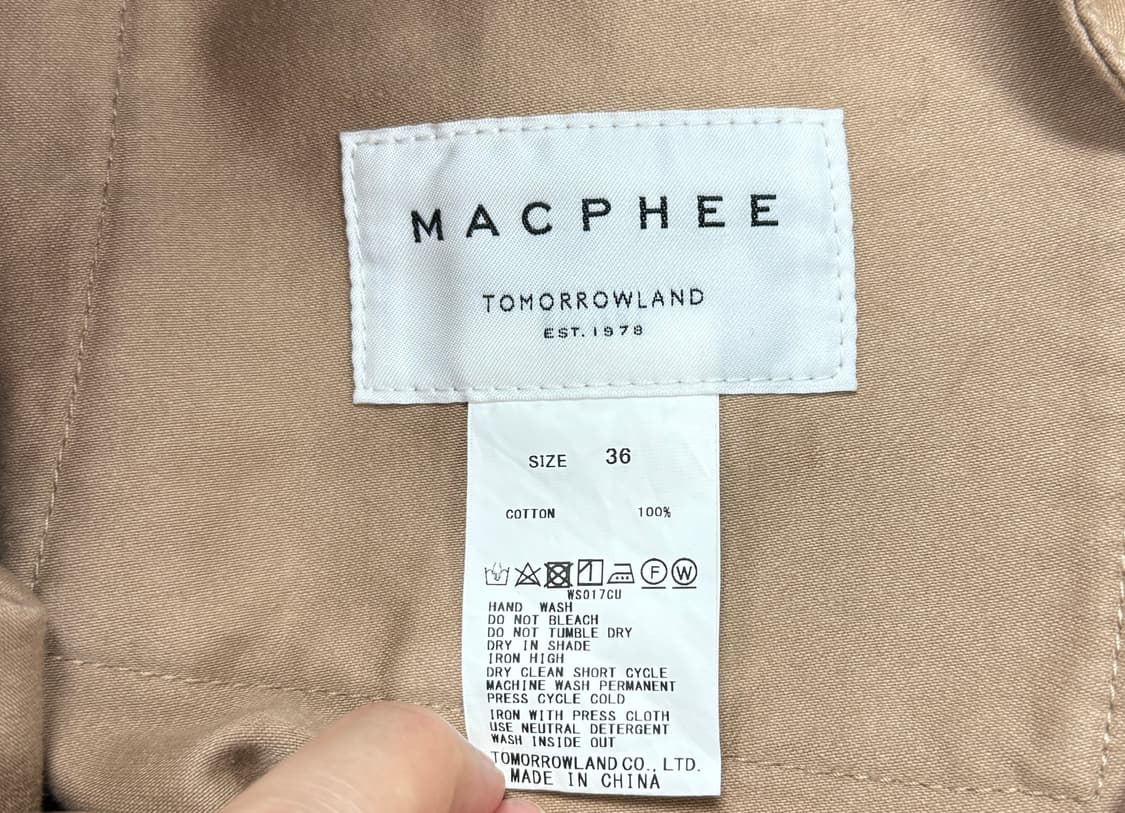 MACPHEE
TOMORROWLAND
EST. 1978
SIZE 36
COTTON 100%
F W
WS017CU
HAND WASH
DO NOT BLEACH
DO NOT TUMBLE DRY
DRY IN SHADE
IRON HIGH
DRY CLEAN SHORT CYCLE
MACHINE WASH PERMANENT
PRESS CYCLE COLD
IRON WITH PRESS CLOTH
USE NEUTRAL DETERGENT
WASH INSIDE OUT
TOMORROWLAND CO., LTD.
MADE IN CHINA